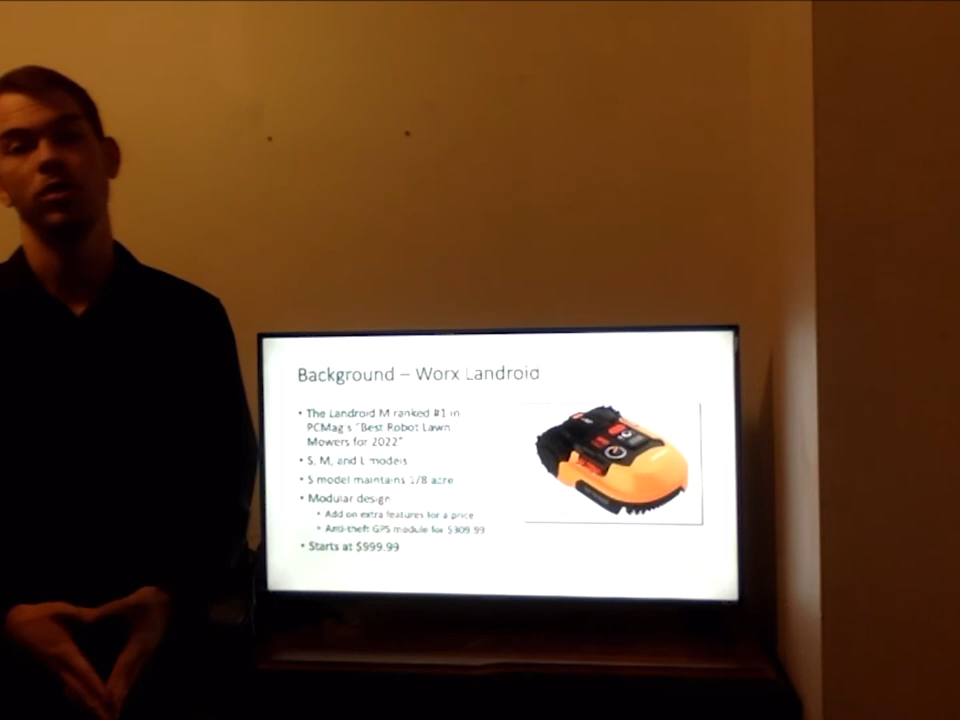 Background – Worx Landroid
• The Landroid M ranked #1 in
PCMag's "Best Robot Lawn
Mowers for 2022"
• S, M, and L models
• S model maintains 1/8 acre
• Modular design
• Add on extra features for a price
• Anti-theft GPS module for $309.99
• Starts at $999.99